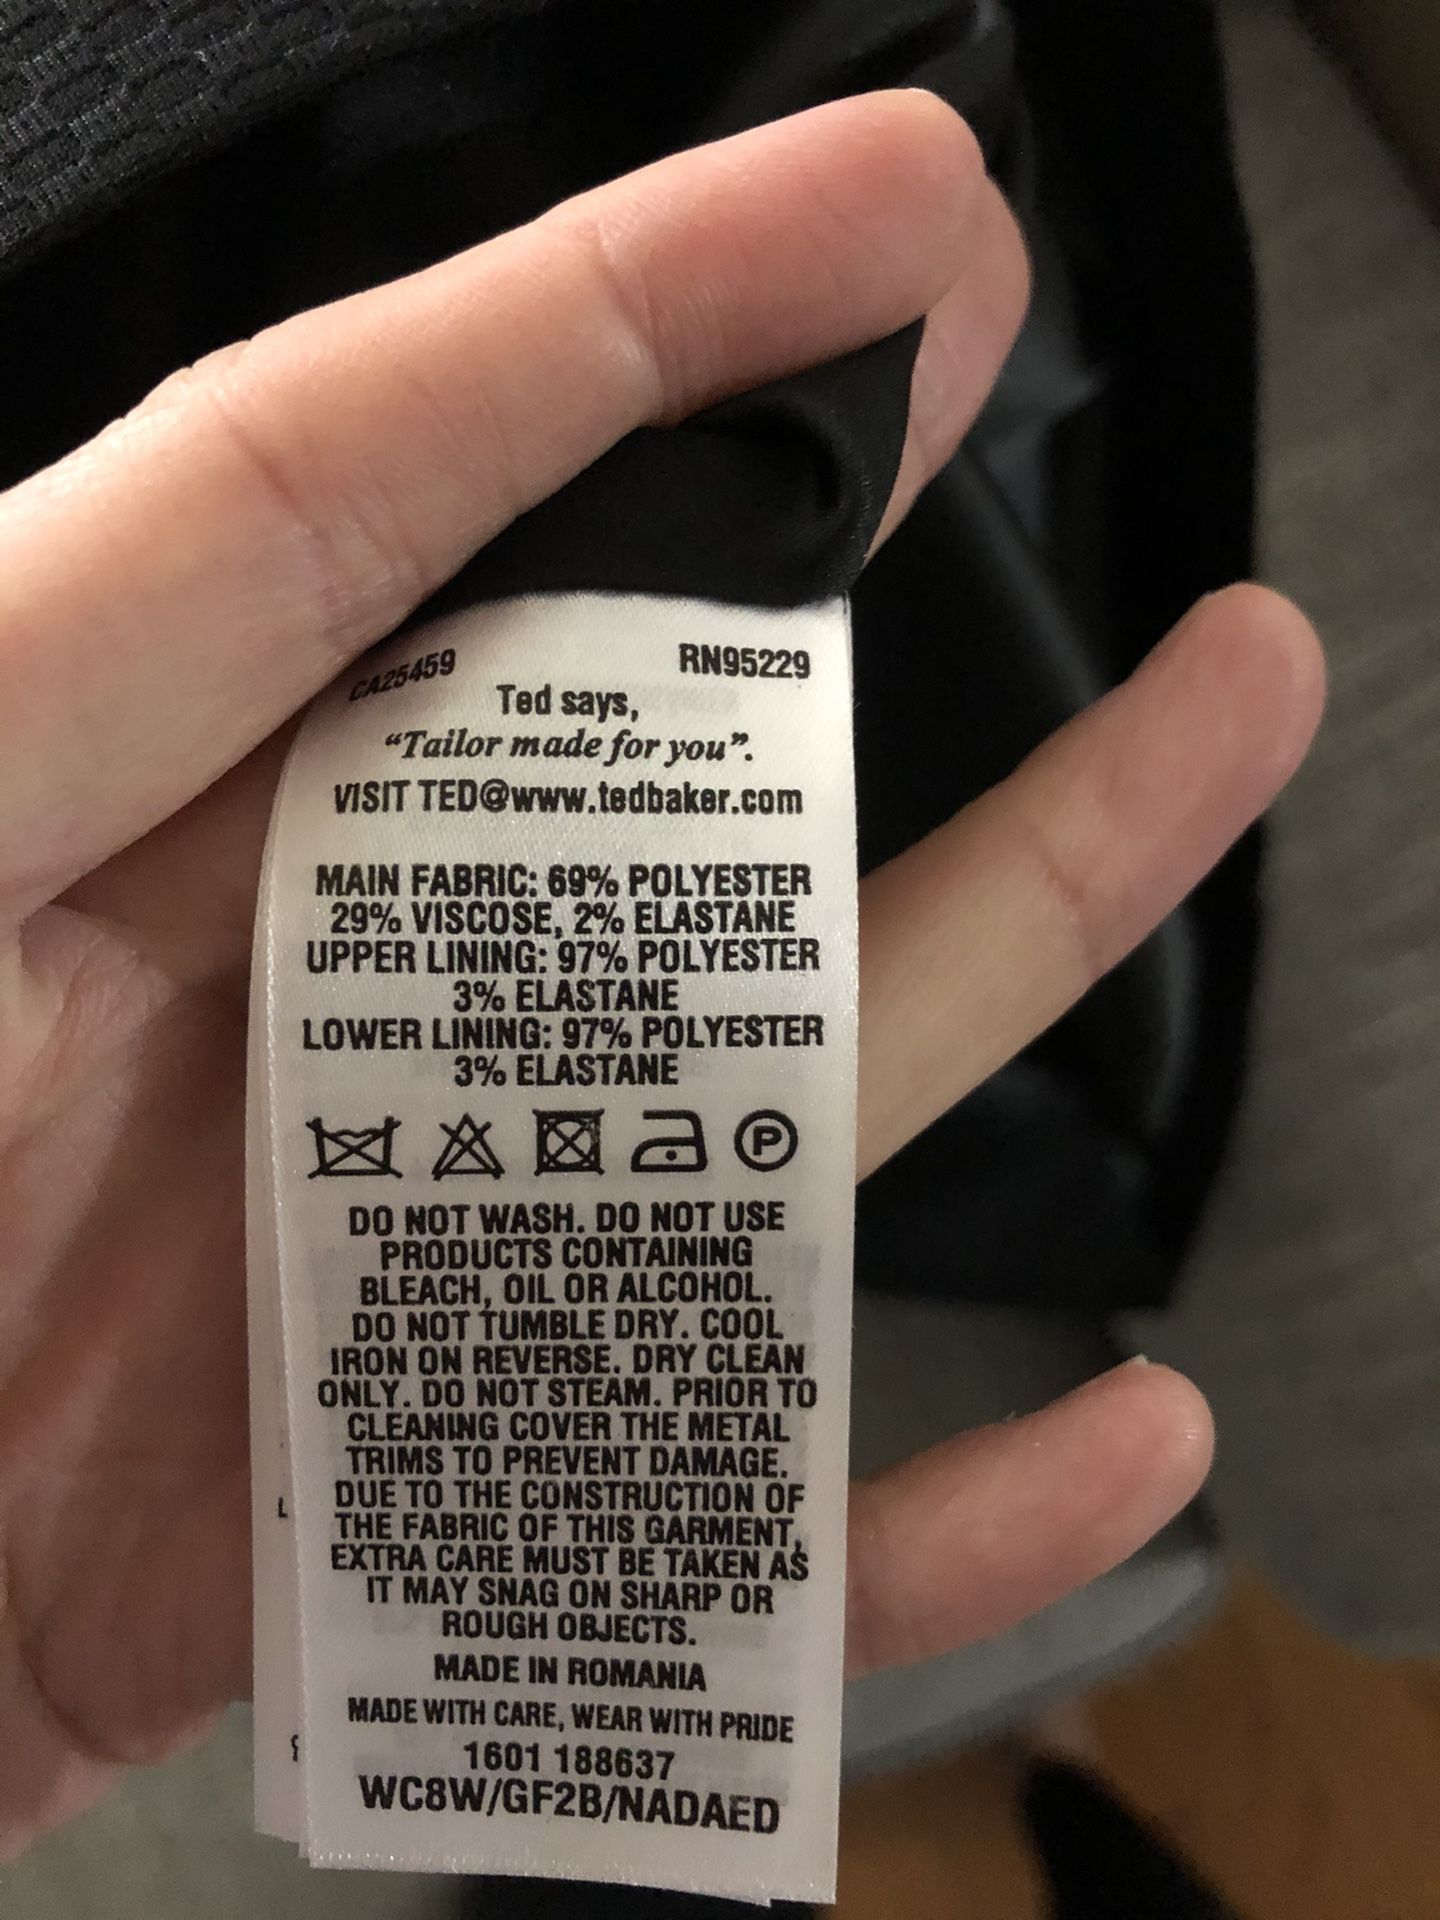 CA25459 RN95229
Ted says,
“Tailor made for you”.
VISIT TED@www.tedbaker.com
MAIN FABRIC: 69% POLYESTER
29% VISCOSE, 2% ELASTANE
UPPER LINING: 97% POLYESTER
3% ELASTANE
LOWER LINING: 97% POLYESTER
3% ELASTANE
P
DO NOT WASH. DO NOT USE
PRODUCTS CONTAINING
BLEACH, OIL OR ALCOHOL.
DO NOT TUMBLE DRY. COOL
IRON ON REVERSE. DRY CLEAN
ONLY. DO NOT STEAM. PRIOR TO
CLEANING COVER THE METAL
TRIMS TO PREVENT DAMAGE.
DUE TO THE CONSTRUCTION OF
THE FABRIC OF THIS GARMENT,
EXTRA CARE MUST BE TAKEN AS
IT MAY SNAG ON SHARP OR
ROUGH OBJECTS.
MADE IN ROMANIA
MADE WITH CARE, WEAR WITH PRIDE
1601 188637
WC8W/GF2B/NADAED